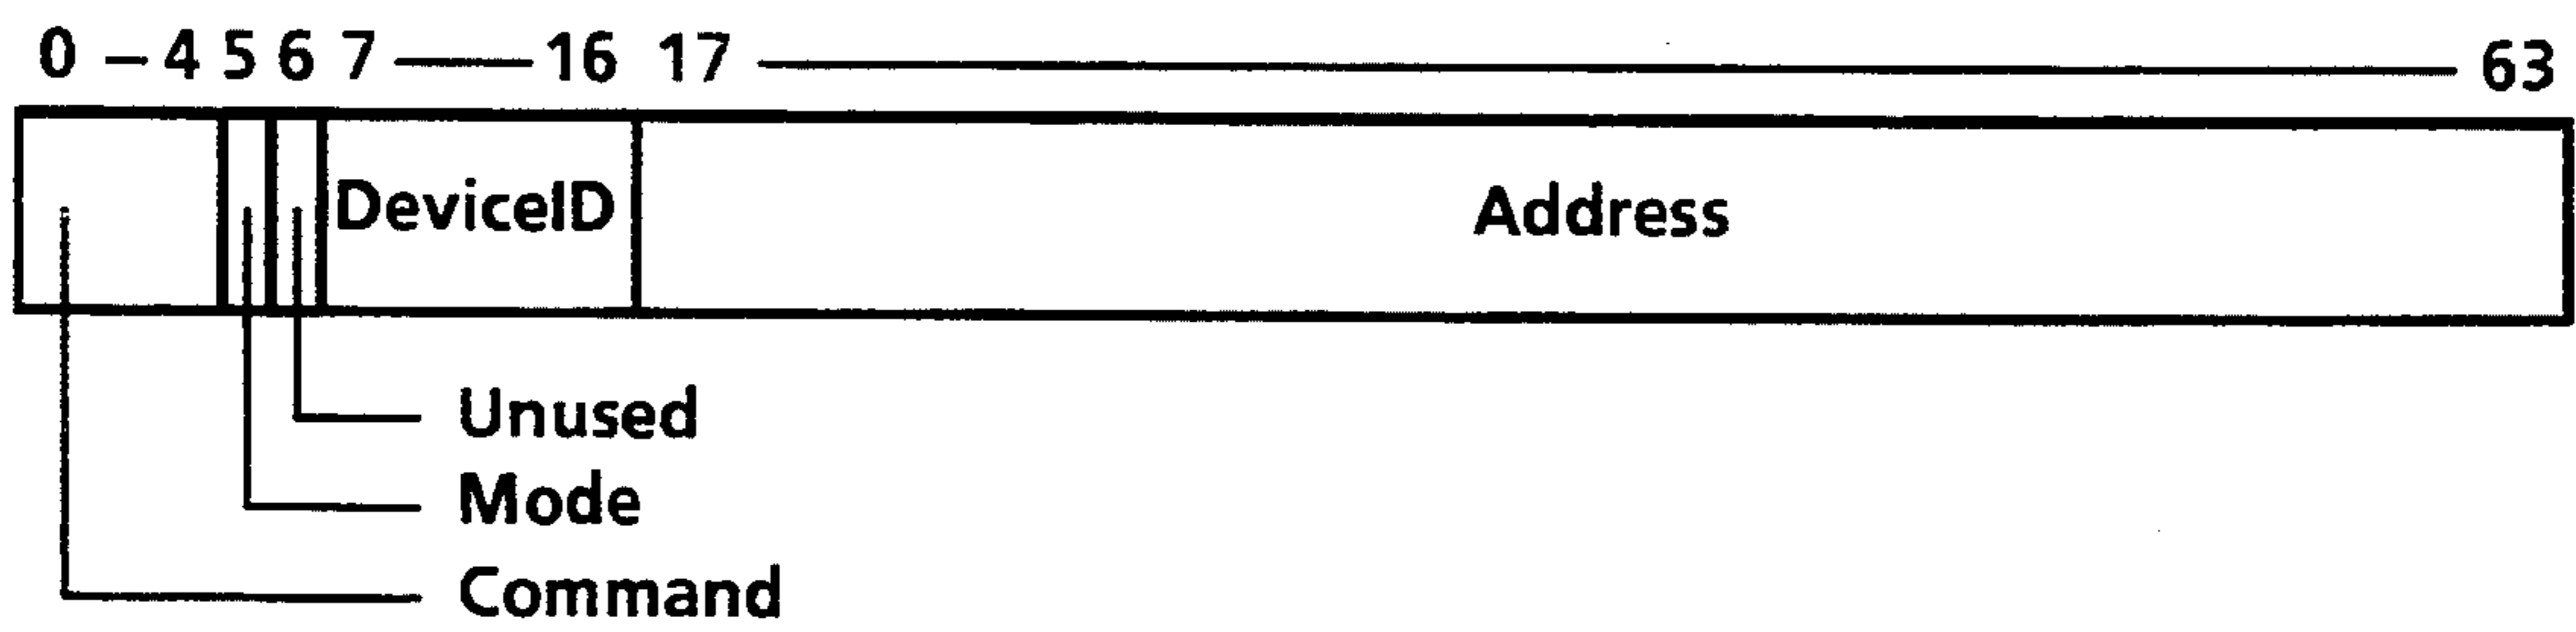 0 – 4 5 6 7 — 16 17 — 63
DeviceID Address
Unused
Mode
Command